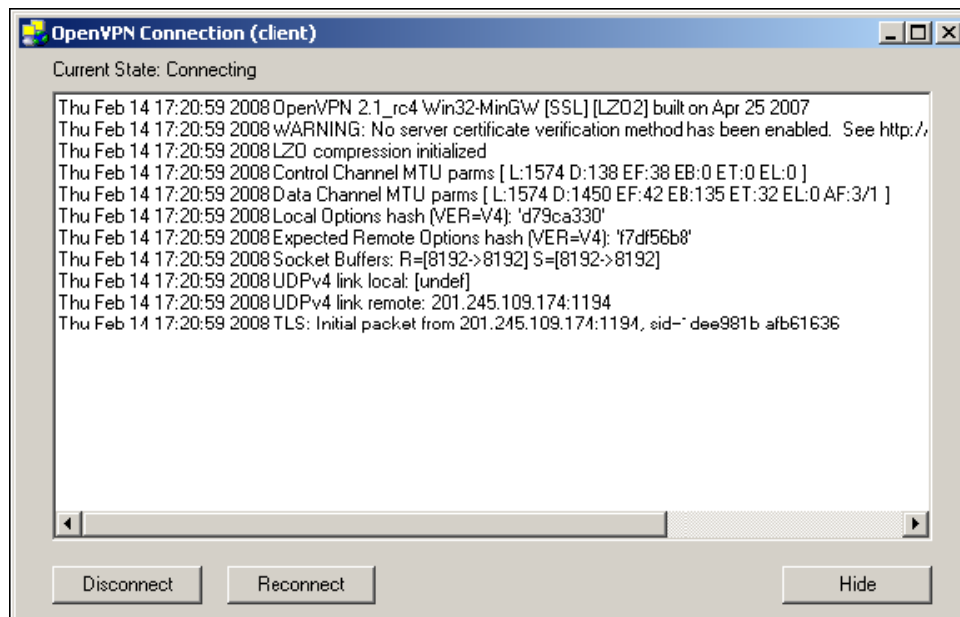 OpenVPN Connection (client)
Current State: Connecting
Thu Feb 14 17:20:59 2008 OpenVPN 2.1_rc4 Win32-MinGW [SSL] [LZO2] built on Apr 25 2007
Thu Feb 14 17:20:59 2008 WARNING: No server certificate verification method has been enabled.  See http:/
Thu Feb 14 17:20:59 2008 LZO compression initialized
Thu Feb 14 17:20:59 2008 Control Channel MTU parms [ L:1574 D:138 EF:38 EB:0 ET:0 EL:0 ]
Thu Feb 14 17:20:59 2008 Data Channel MTU parms [ L:1574 D:1450 EF:42 EB:135 ET:32 EL:0 AF:3/1 ]
Thu Feb 14 17:20:59 2008 Local Options hash (VER=V4): 'd79ca330'
Thu Feb 14 17:20:59 2008 Expected Remote Options hash (VER=V4): 'f7df56b8'
Thu Feb 14 17:20:59 2008 Socket Buffers: R=[8192->8192] S=[8192->8192]
Thu Feb 14 17:20:59 2008 UDPv4 link local: [undef]
Thu Feb 14 17:20:59 2008 UDPv4 link remote: 201.245.109.174:1194
Thu Feb 14 17:20:59 2008 TLS: Initial packet from 201.245.109.174:1194, afb61636
Disconnect
Reconnect
Hide